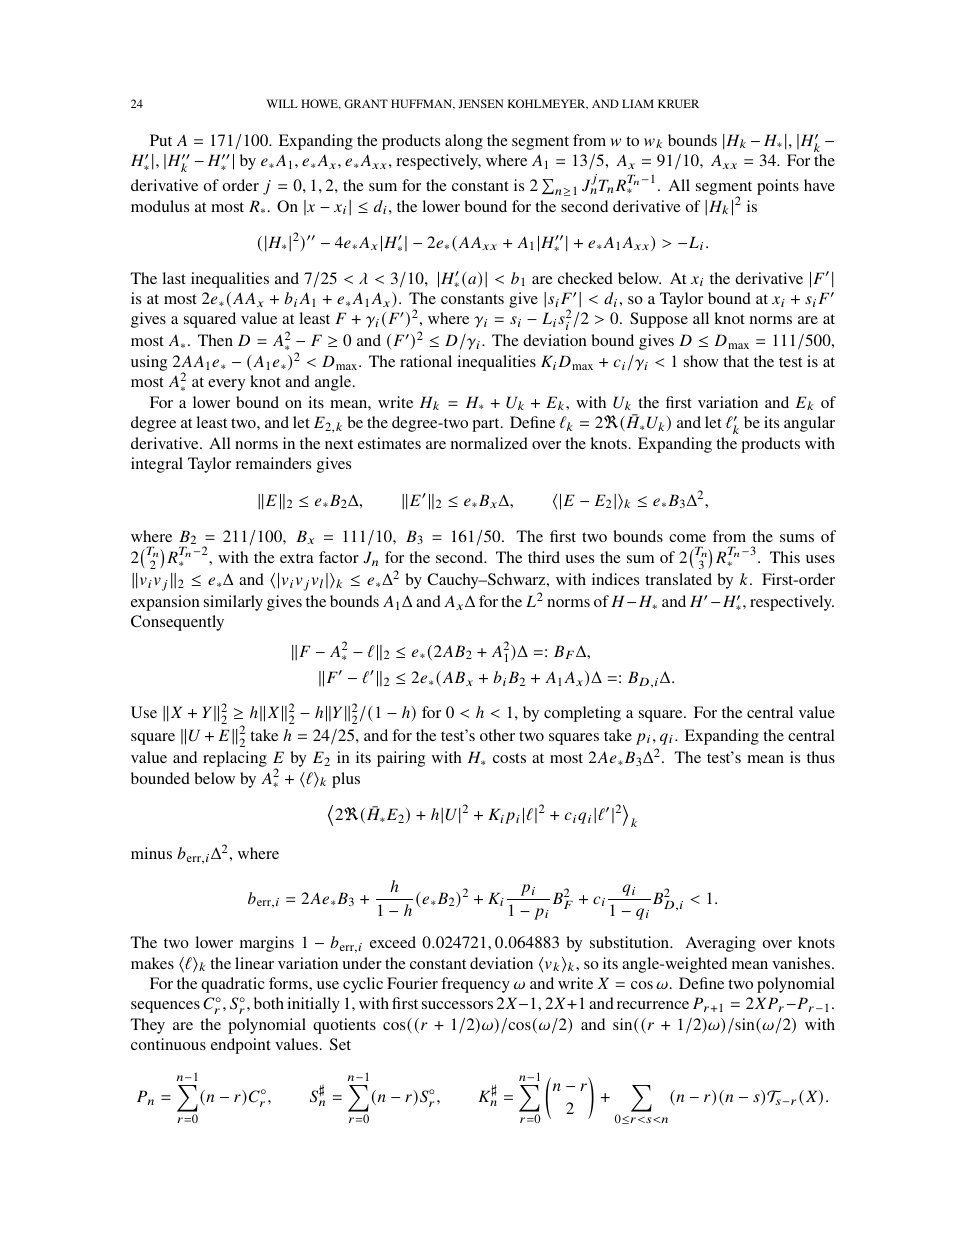 24 WILL HOWE, GRANT HUFFMAN, JENSEN KOHLMEYER, AND LIAM KRUER
Put A = 171/100. Expanding the products along the segment from w to w_k bounds |H_k − H_*|, |H′_k −
H′_*|, |H″_k − H″_*| by e_*A_1, e_*A_x, e_*A_{xx}, respectively, where A_1 = 13/5, A_x = 91/10, A_{xx} = 34. For the
derivative of order j = 0, 1, 2, the sum for the constant is 2 ∑_{n≥1} J_n^j T_n R_*^{T_n−1}. All segment points have
modulus at most R_*. On |x − x_i| ≤ d_i, the lower bound for the second derivative of |H_k|^2 is
(|H_*|^2)″ − 4e_*A_x|H′_*| − 2e_*(AA_{xx} + A_1|H″_*| + e_*A_1A_{xx}) > −L_i.
The last inequalities and 7/25 < λ < 3/10, |H′_*(a)| < b_1 are checked below. At x_i the derivative |F′|
is at most 2e_*(AA_x + b_iA_1 + e_*A_1A_x). The constants give |s_iF′| < d_i, so a Taylor bound at x_i + s_iF′
gives a squared value at least F + γ_i(F′)^2, where γ_i = s_i − L_is_i^2/2 > 0. Suppose all knot norms are at
most A_*. Then D = A_*^2 − F ≥ 0 and (F′)^2 ≤ D/γ_i. The deviation bound gives D ≤ D_max = 111/500,
using 2AA_1e_* − (A_1e_*)^2 < D_max. The rational inequalities K_iD_max + c_i/γ_i < 1 show that the test is at
most A_*^2 at every knot and angle.
For a lower bound on its mean, write H_k = H_* + U_k + E_k, with U_k the first variation and E_k of
degree at least two, and let E_{2,k} be the degree-two part. Define ℓ_k = 2ℜ(H̄_*U_k) and let ℓ′_k be its angular
derivative. All norms in the next estimates are normalized over the knots. Expanding the products with
integral Taylor remainders gives
‖E‖_2 ≤ e_*B_2Δ, ‖E′‖_2 ≤ e_*B_xΔ, ⟨|E − E_2|⟩_k ≤ e_*B_3Δ^2,
where B_2 = 211/100, B_x = 111/10, B_3 = 161/50. The first two bounds come from the sums of
2\binom{T_n}{2}R_*^{T_n−2}, with the extra factor J_n for the second. The third uses the sum of 2\binom{T_n}{3}R_*^{T_n−3}. This uses
‖v_iv_j‖_2 ≤ e_*Δ and ⟨|v_iv_jv_l|⟩_k ≤ e_*Δ^2 by Cauchy–Schwarz, with indices translated by k. First-order
expansion similarly gives the bounds A_1Δ and A_xΔ for the L^2 norms of H−H_* and H′−H′_*, respectively.
Consequently
‖F − A_*^2 − ℓ‖_2 ≤ e_*(2AB_2 + A_1^2)Δ =: B_FΔ,
‖F′ − ℓ′‖_2 ≤ 2e_*(AB_x + b_iB_2 + A_1A_x)Δ =: B_{D,i}Δ.
Use ‖X + Y‖_2^2 ≥ h‖X‖_2^2 − h‖Y‖_2^2/(1 − h) for 0 < h < 1, by completing a square. For the central value
square ‖U + E‖_2^2 take h = 24/25, and for the test's other two squares take p_i, q_i. Expanding the central
value and replacing E by E_2 in its pairing with H_* costs at most 2Ae_*B_3Δ^2. The test's mean is thus
bounded below by A_*^2 + ⟨ℓ⟩_k plus
⟨2ℜ(H̄_*E_2) + h|U|^2 + K_ip_i|ℓ|^2 + c_iq_i|ℓ′|^2⟩_k
minus b_{err,i}Δ^2, where
b_{err,i} = 2Ae_*B_3 + \frac{h}{1 − h}(e_*B_2)^2 + K_i\frac{p_i}{1 − p_i}B_F^2 + c_i\frac{q_i}{1 − q_i}B_{D,i}^2 < 1.
The two lower margins 1 − b_{err,i} exceed 0.024721, 0.064883 by substitution. Averaging over knots
makes ⟨ℓ⟩_k the linear variation under the constant deviation ⟨v_k⟩_k, so its angle-weighted mean vanishes.
For the quadratic forms, use cyclic Fourier frequency ω and write X = cos ω. Define two polynomial
sequences C_r^∘, S_r^∘, both initially 1, with first successors 2X−1, 2X+1 and recurrence P_{r+1} = 2XP_r−P_{r−1}.
They are the polynomial quotients cos((r + 1/2)ω)/cos(ω/2) and sin((r + 1/2)ω)/sin(ω/2) with
continuous endpoint values. Set
P_n = ∑_{r=0}^{n−1}(n − r)C_r^∘, S_n^♯ = ∑_{r=0}^{n−1}(n − r)S_r^∘, K_n^♯ = ∑_{r=0}^{n−1}\binom{n − r}{2} + ∑_{0≤r<s<n}(n − r)(n − s)𝒯_{s−r}(X).